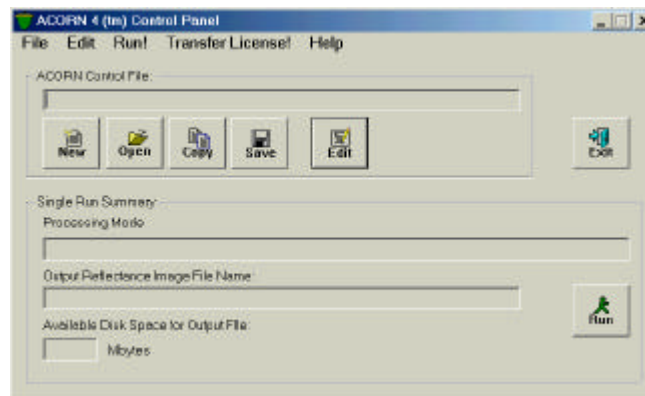 ACORN 4 (tm) Control Panel
File Edit Run! Transfer License! Help
ACORN Control File:
New Open Copy Save Edit Exit
Single Run Summary
Processing Mode
Output Reflectance Image File Name:
Run
Available Disk Space for Output File:
Mbytes